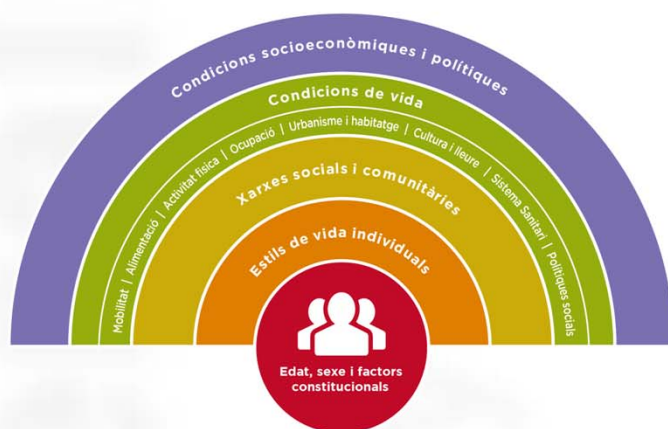 Condicions socioeconòmiques i polítiques
Condicions de vida
Mobilitat | Alimentació | Activitat física | Ocupació | Urbanisme i habitatge | Cultura i lleure | Sistema Sanitari | Polítiques socials
Xarxes socials i comunitàries
Estils de vida individuals
Edat, sexe i factors
constitucionals